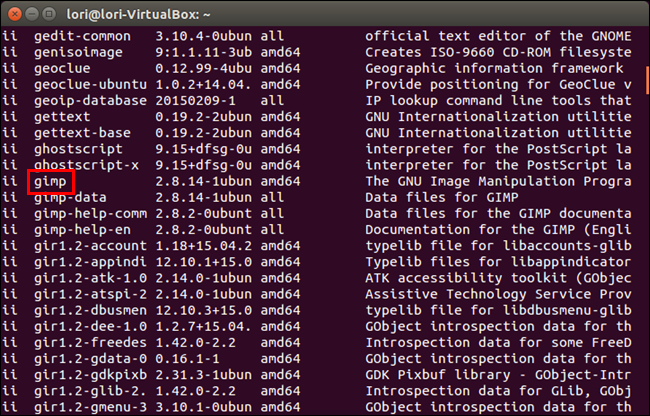 lori@lori-VirtualBox: ~
ii gedit-common 3.10.4-0ubun all official text editor of the GNOME
ii genisoimage 9:1.1.11-3ub amd64 Creates ISO-9660 CD-ROM filesyste
ii geoclue 0.12.99-4ubu amd64 Geographic information framework
ii geoclue-ubuntu 1.0.2+14.04. amd64 Provide positioning for GeoClue v
ii geoip-database 20150209-1 all IP lookup command line tools that
ii gettext 0.19.2-2ubun amd64 GNU Internationalization utilitie
ii gettext-base 0.19.2-2ubun amd64 GNU Internationalization utilitie
ii ghostscript 9.15+dfsg-0u amd64 interpreter for the PostScript la
ii ghostscript-x 9.15+dfsg-0u amd64 interpreter for the PostScript la
ii gimp 2.8.14-1ubun amd64 The GNU Image Manipulation Progra
ii gimp-data 2.8.14-1ubun all Data files for GIMP
ii gimp-help-comm 2.8.2-0ubunt all Data files for the GIMP documenta
ii gimp-help-en 2.8.2-0ubunt all Documentation for the GIMP (Engli
ii gir1.2-account 1.18+15.04.2 amd64 typelib file for libaccounts-glib
ii gir1.2-appindi 12.10.1+15.0 amd64 Typelib files for libappindicator
ii gir1.2-atk-1.0 2.14.0-1ubun amd64 ATK accessibility toolkit (GObjec
ii gir1.2-atspi-2 2.14.0-1ubun amd64 Assistive Technology Service Prov
ii gir1.2-dbusmen 12.10.3+15.0 amd64 typelib file for libdbusmenu-glib
ii gir1.2-dee-1.0 1.2.7+15.04. amd64 GObject introspection data for th
ii gir1.2-freedes 1.42.0-2.2 amd64 Introspection data for some FreeD
ii gir1.2-gdata-0 0.16.1-1 amd64 GObject introspection data for th
ii gir1.2-gdkpixb 2.31.3-1ubun amd64 GDK Pixbuf library - GObject-Intr
ii gir1.2-glib-2. 1.42.0-2.2 amd64 Introspection data for GLib, GObj
ii gir1.2-gmenu-3 3.10.1-0ubun amd64 GObject introspection data for th